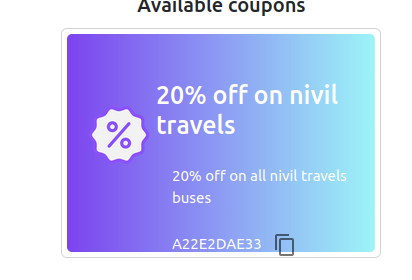 Available coupons
20% off on nivil
travels
20% off on all nivil travels
buses
A22E2DAE33